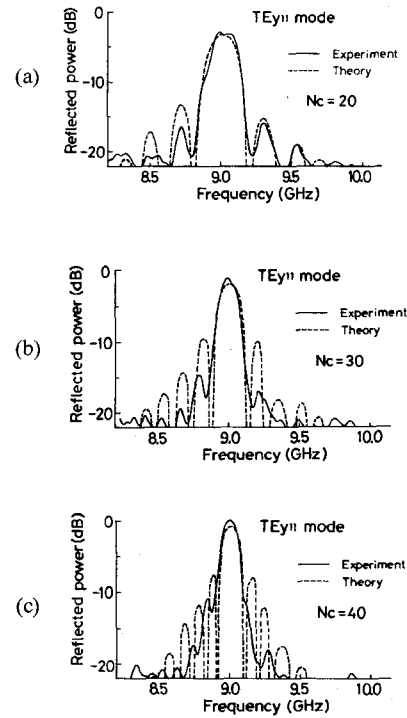 (a)
TEy11 mode
Reflected power (dB)
0
-10
-20
Experiment
Theory
Nc=20
8.5 9.0 9.5 10.0
Frequency (GHz)
(b)
TEy11 mode
Reflected power (dB)
0
-10
-20
Experiment
Theory
Nc=30
8.5 9.0 9.5 10.0
Frequency (GHz)
(c)
TEy11 mode
Reflected power (dB)
0
-10
-20
Experiment
Theory
Nc=40
8.5 9.0 9.5 10.0
Frequency (GHz)